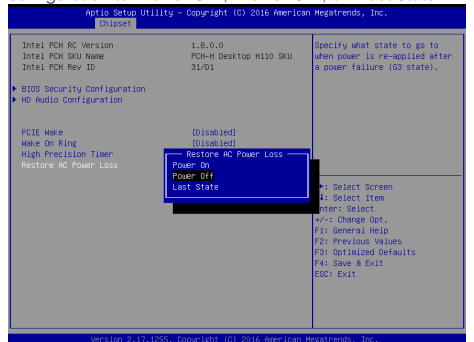 Aptio Setup Utility – Copyright (C) 2016 American Megatrends, Inc.
Chipset
Intel PCH RC Version 1.8.0.0
Intel PCH SKU Name PCH-H Desktop H110 SKU
Intel PCH Rev ID 31/D1
BIOS Security Configuration
HD Audio Configuration
PCIE Wake [Disabled]
Wake On Ring [Disabled]
High Precision Timer
Restore AC Power Loss
Restore AC Power Loss
Power On
Power Off
Last State
Specify what state to go to
when power is re-applied after
a power failure (G3 state).
: Select Screen
: Select Item
nter: Select
+/-: Change Opt.
F1: General Help
F2: Previous Values
F3: Optimized Defaults
F4: Save & Exit
ESC: Exit
Version 2.17.1255. Copyright (C) 2016 American Megatrends, Inc.